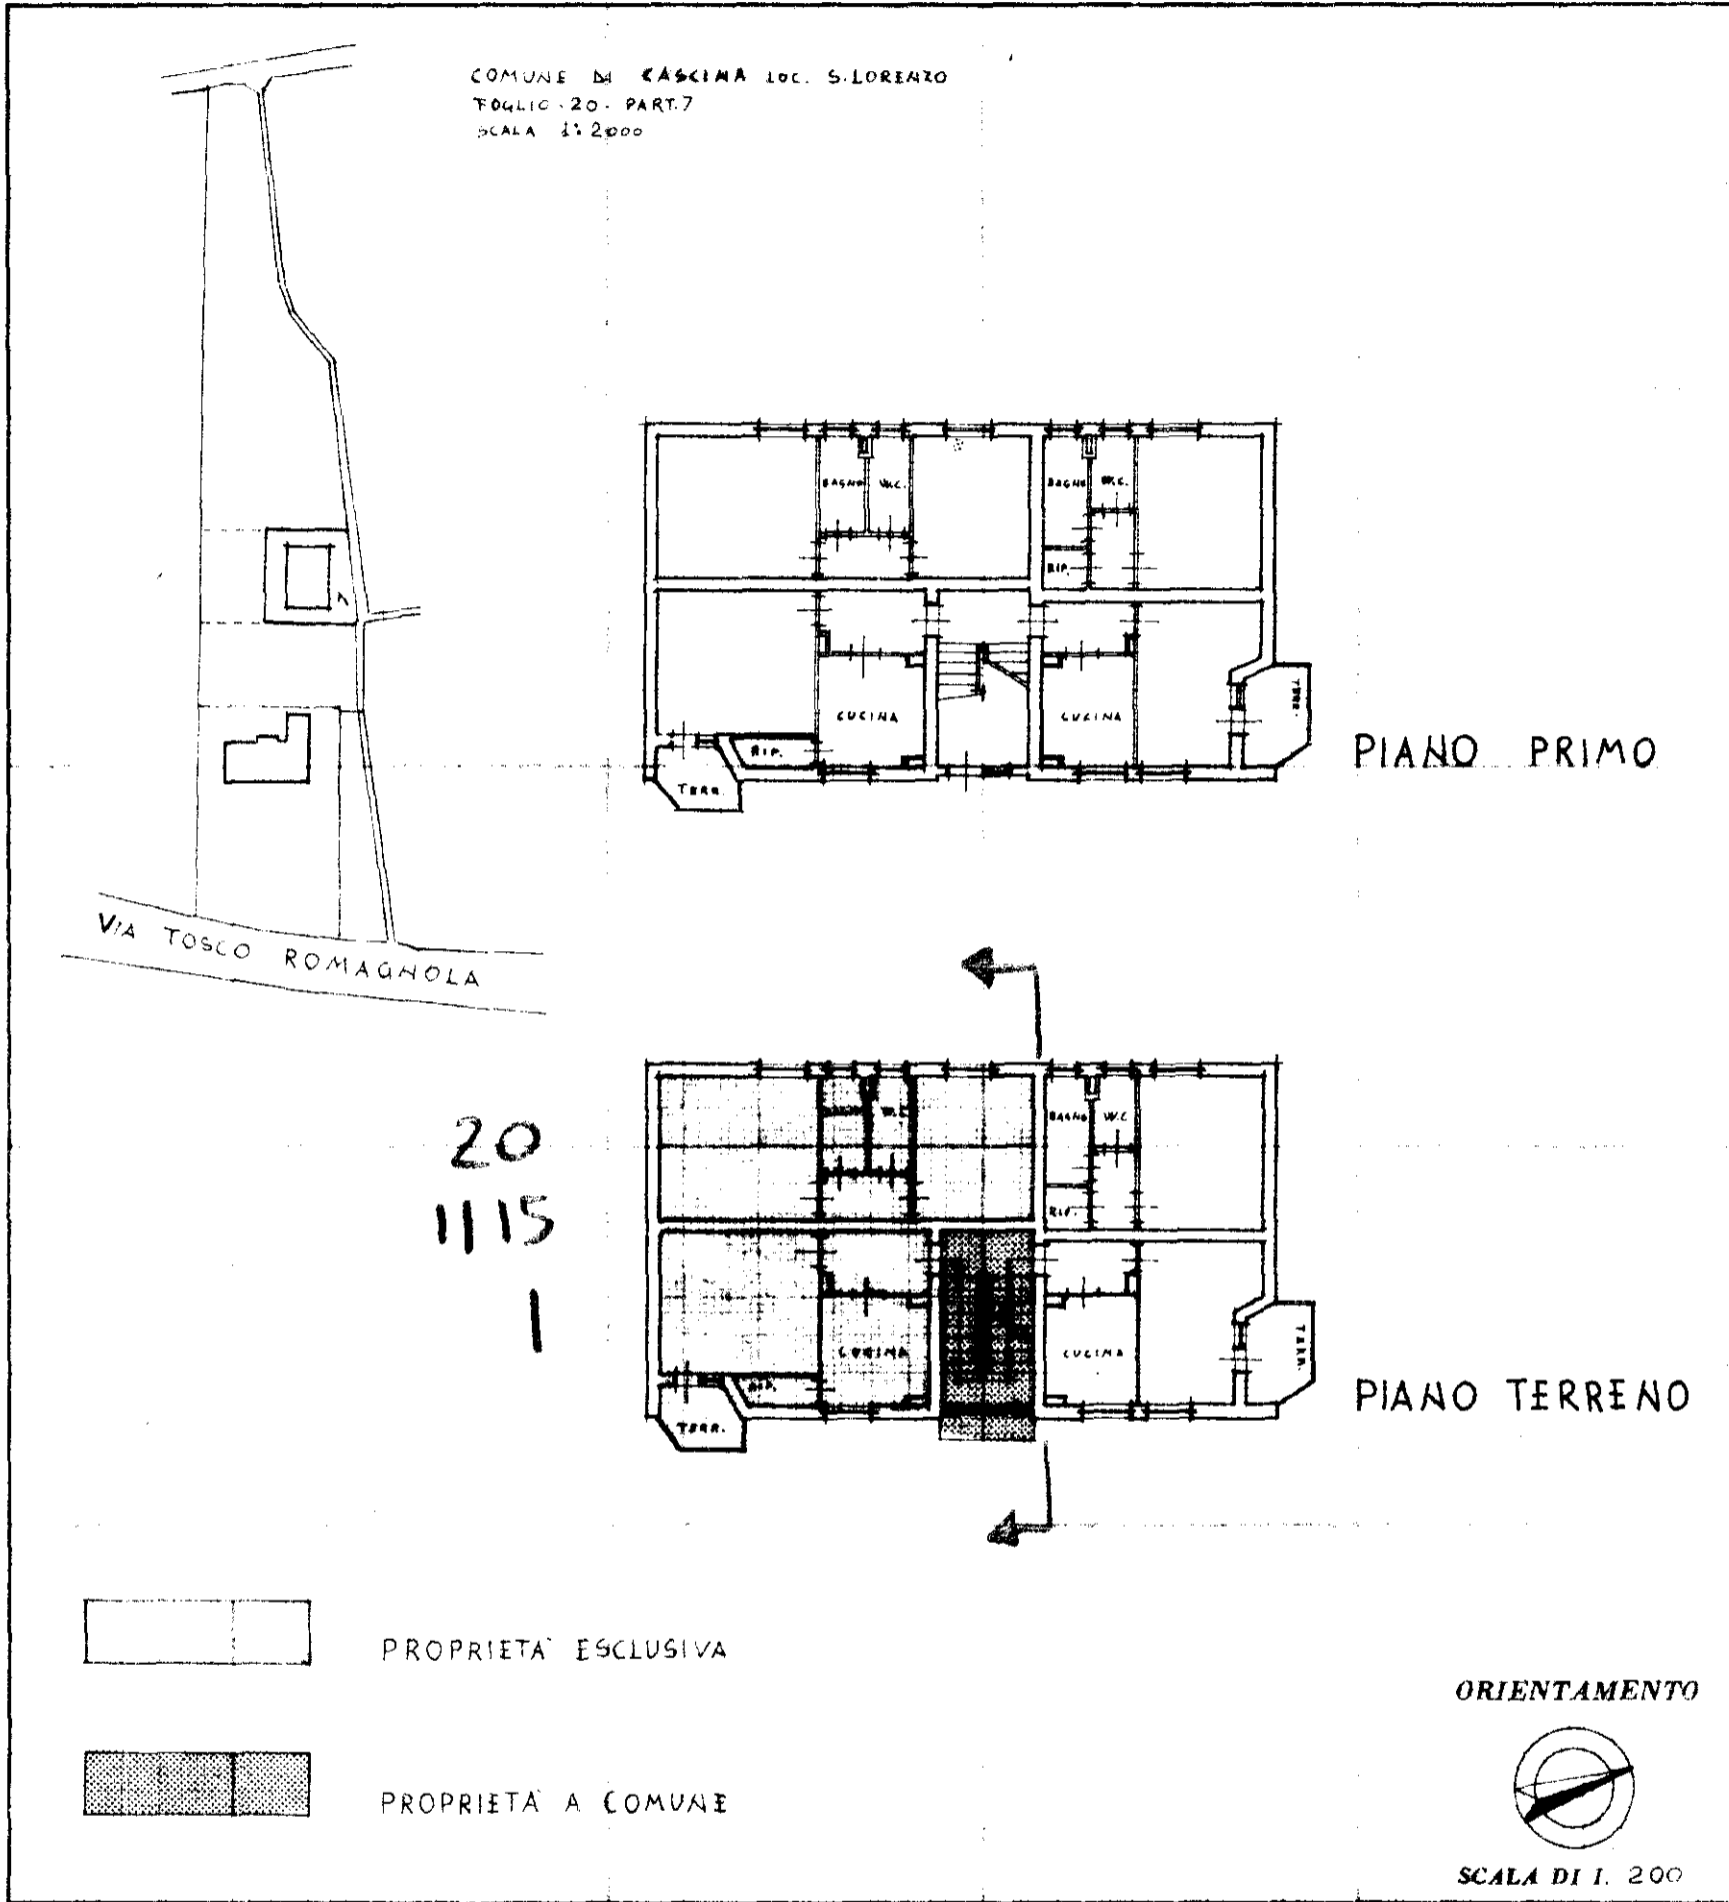 COMUNE DI CASCINA LOC. S.LORENZO
FOGLIO. 20. PART. 7
SCALA 1:2000
BAGNO W.C. BAGNO W.C.
RIP.
CUCINA CUCINA
TERR.
RIP.
TERR.
PIANO PRIMO
VIA TOSCO ROMAGNOLA
20
1115
1
BAGNO W.C. BAGNO W.C
RIP.
CUCINA CUCINA
TERR.
RIP.
TERR.
PIANO TERRENO
PROPRIETA' ESCLUSIVA
PROPRIETA' A COMUNE
ORIENTAMENTO
SCALA DI 1. 200